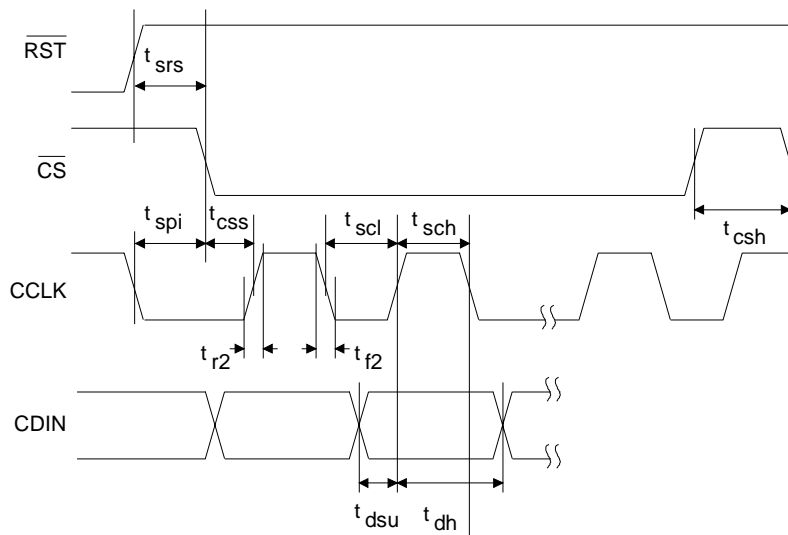 RST
t srs
CS
t spi
t css
t scl
t sch
t csh
CCLK
t r2
t f2
CDIN
t dsu
t dh